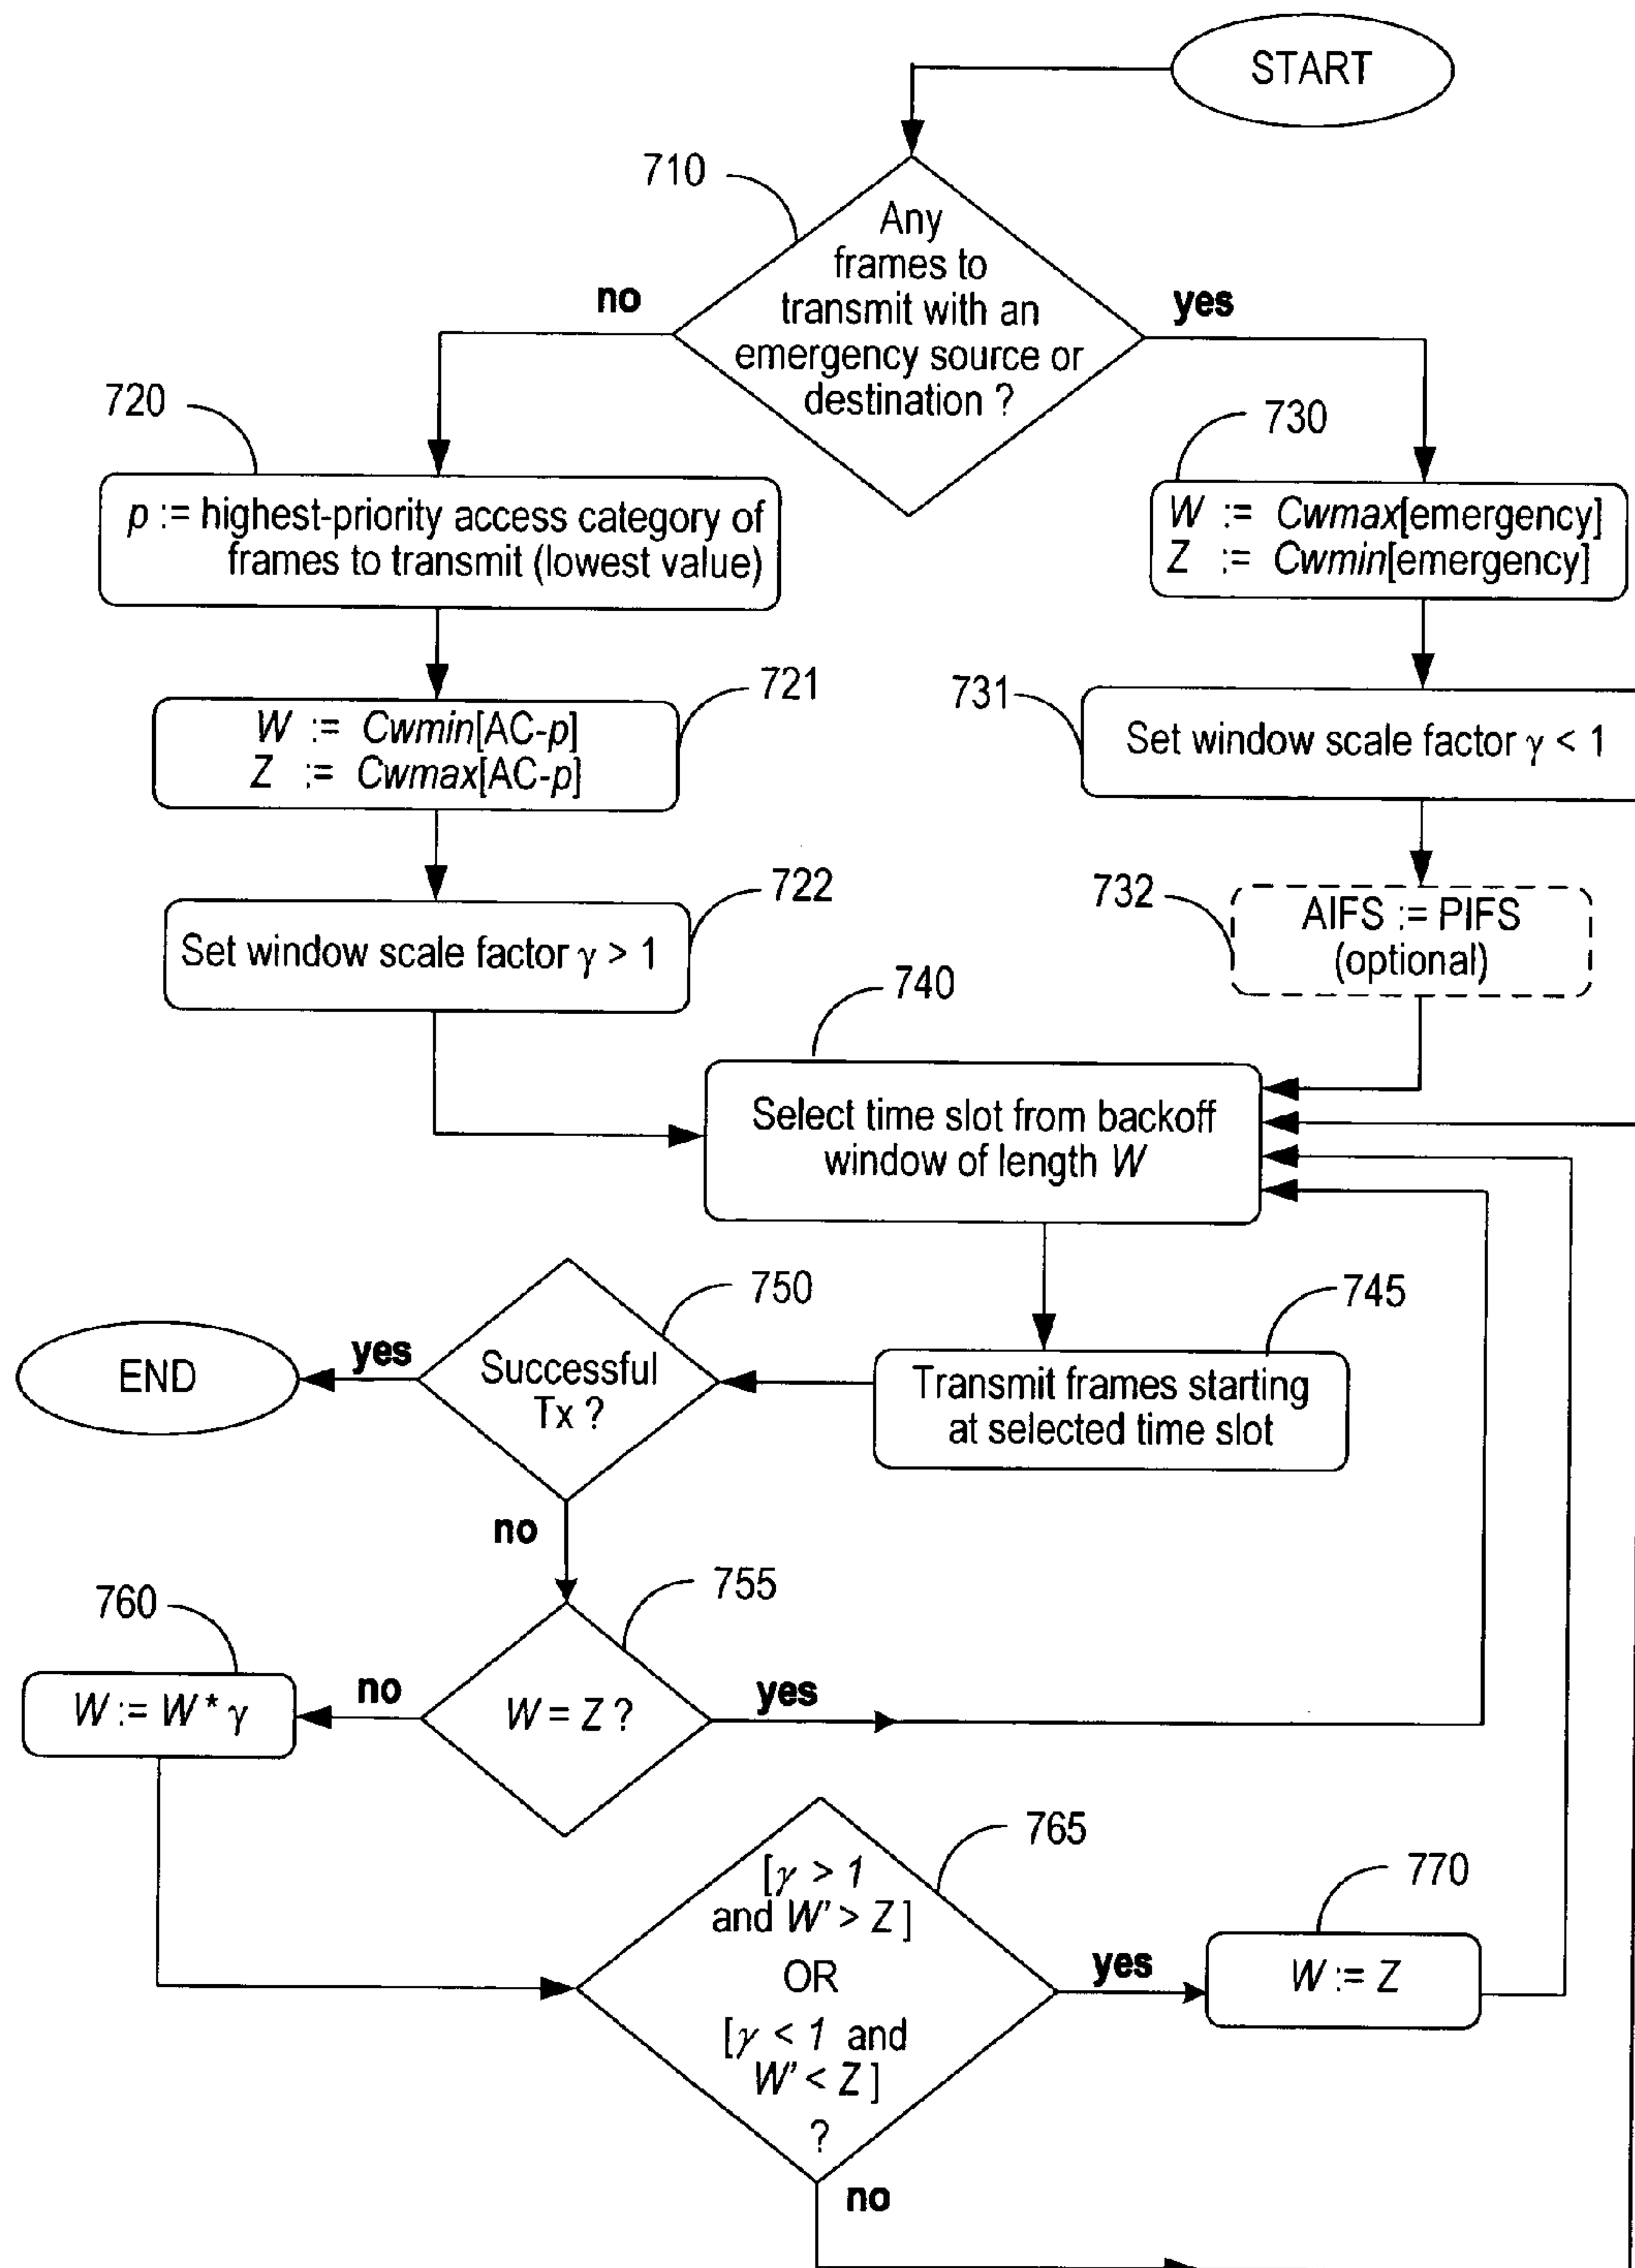 START
710
Any
frames to
transmit with an
emergency source or
destination ?
no
yes
720
p := highest-priority access category of
frames to transmit (lowest value)
730
W := Cwmax[emergency]
Z := Cwmin[emergency]
721
W := Cwmin[AC-p]
Z := Cwmax[AC-p]
731
Set window scale factor γ < 1
722
Set window scale factor γ > 1
732
AIFS := PIFS
(optional)
740
Select time slot from backoff
window of length W
750
Successful
Tx ?
yes
END
745
Transmit frames starting
at selected time slot
no
755
W = Z ?
yes
no
760
W := W * γ
765
[γ > 1
and W' > Z ]
OR
[γ < 1 and
W' < Z ]
?
yes
770
W := Z
no